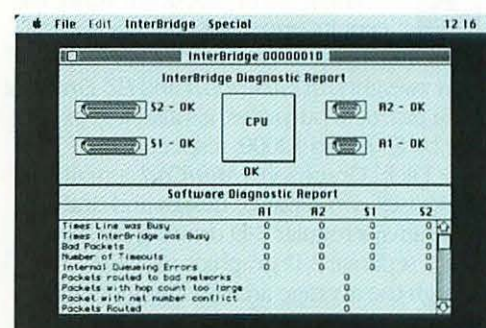 File Edit InterBridge Special 12 16
InterBridge 00000010
InterBridge Diagnostic Report
S2 - OK
A2 - OK
CPU
S1 - OK
A1 - OK
OK
Software Diagnostic Report
A1 A2 S1 S2
Times Line was Busy 0 0 0 0
Times InterBridge was Busy 0 0 0 0
Bad Packets 0 0 0 0
Number of Timeouts 0 0 0 0
Internal Queueing Errors 0 0 0 0
Packets routed to bad networks 0
Packets with hop count too large 0
Packet with net number conflict 0
Packets Routed 0